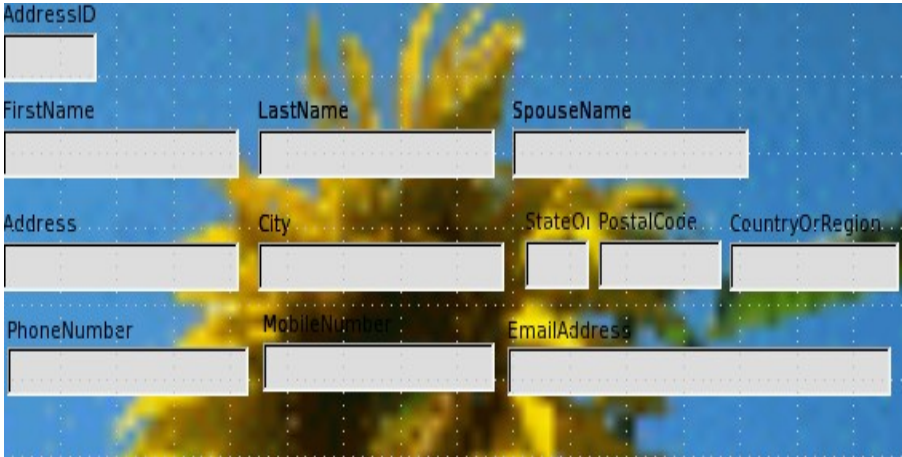 AddressID
FirstName LastName SpouseName
Address City StateOr PostalCode CountryOrRegion
PhoneNumber MobileNumber EmailAddress